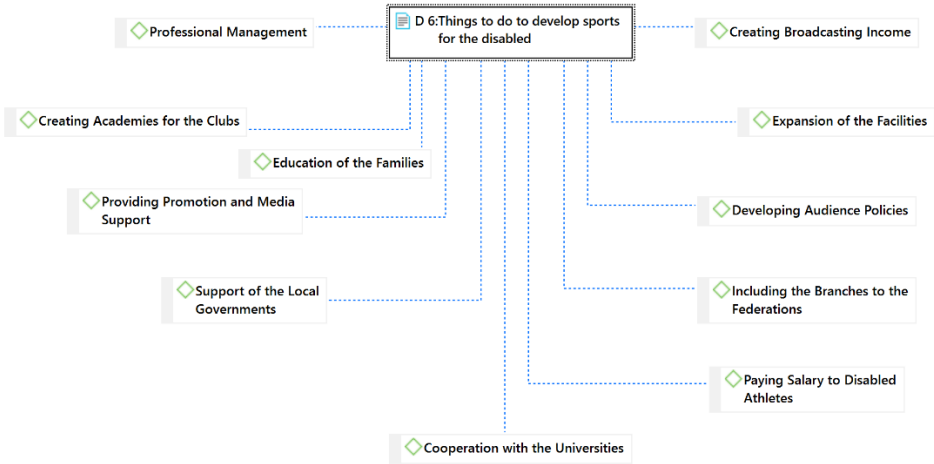 D 6:Things to do to develop sports
for the disabled
Professional Management
Creating Broadcasting Income
Creating Academies for the Clubs
Expansion of the Facilities
Education of the Families
Providing Promotion and Media
Support
Developing Audience Policies
Support of the Local
Governments
Including the Branches to the
Federations
Paying Salary to Disabled
Athletes
Cooperation with the Universities